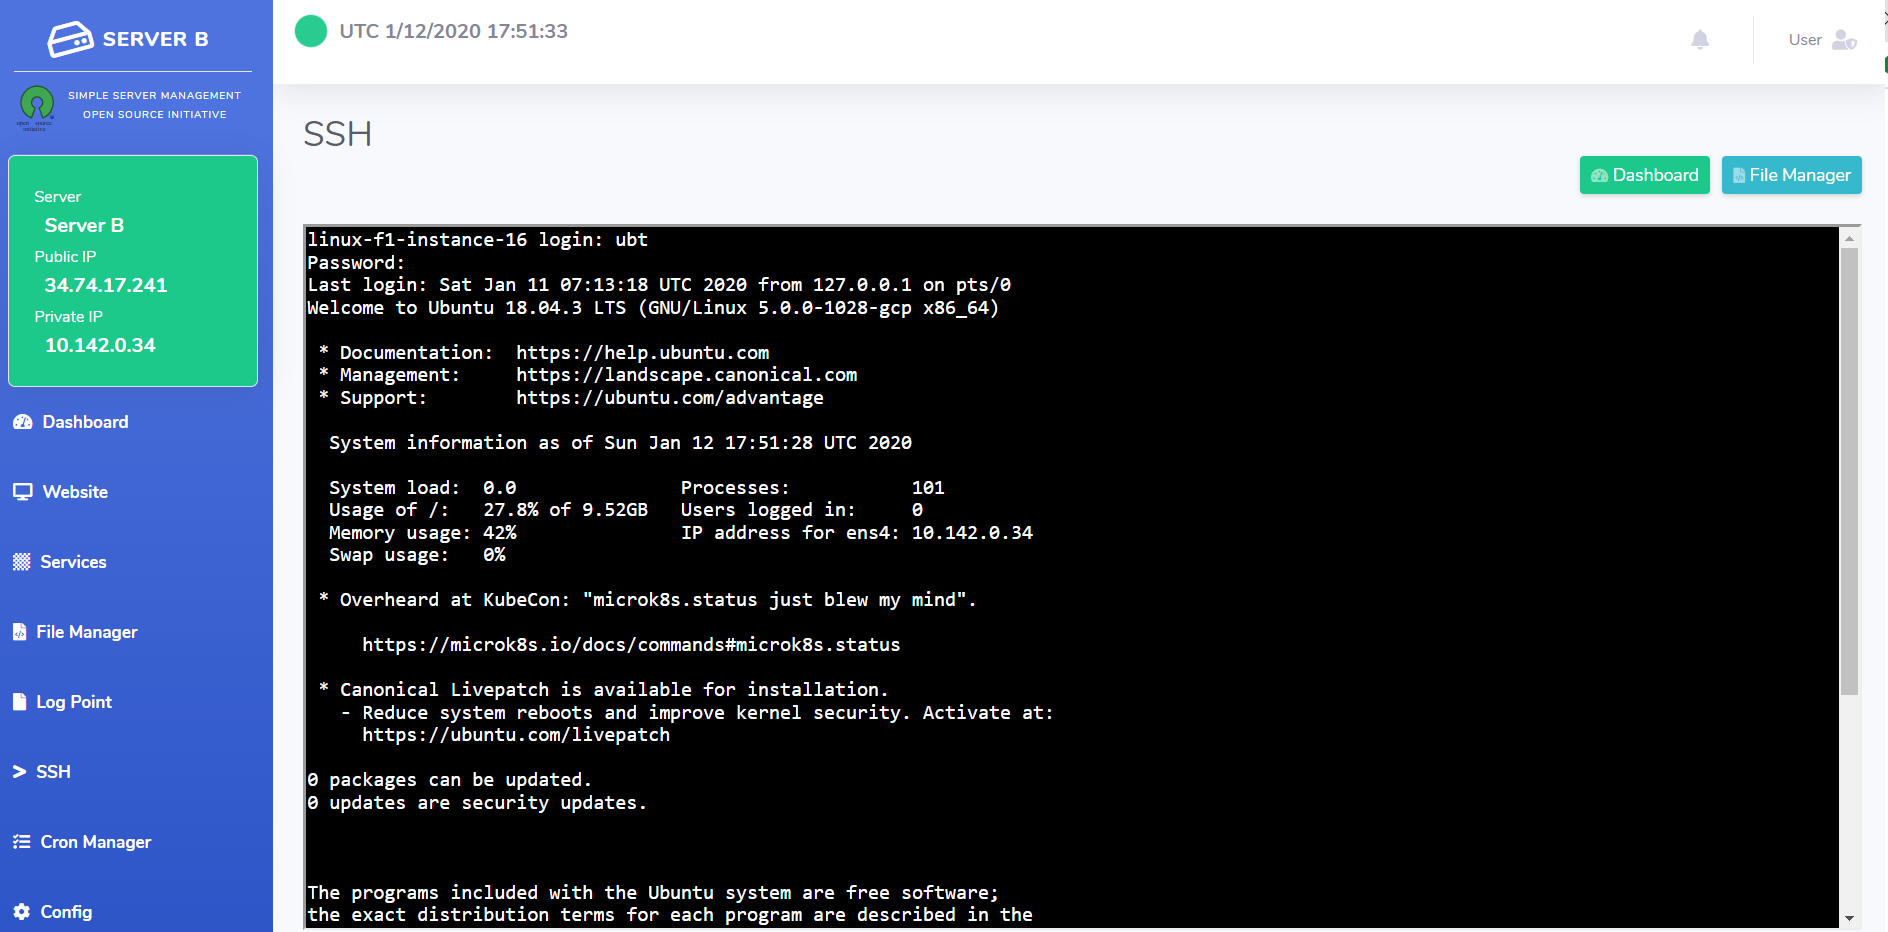 SERVER B
SIMPLE SERVER MANAGEMENT
OPEN SOURCE INITIATIVE
open source
initiative
Server
Server B
Public IP
34.74.17.241
Private IP
10.142.0.34
Dashboard
Website
Services
File Manager
Log Point
SSH
Cron Manager
Config
UTC 1/12/2020 17:51:33
User
SSH
Dashboard
File Manager
linux-f1-instance-16 login: ubt
Password:
Last login: Sat Jan 11 07:13:18 UTC 2020 from 127.0.0.1 on pts/0
Welcome to Ubuntu 18.04.3 LTS (GNU/Linux 5.0.0-1028-gcp x86_64)
* Documentation:  https://help.ubuntu.com
* Management:     https://landscape.canonical.com
* Support:        https://ubuntu.com/advantage
System information as of Sun Jan 12 17:51:28 UTC 2020
System load:  0.0               Processes:           101
Usage of /:   27.8% of 9.52GB   Users logged in:     0
Memory usage: 42%               IP address for ens4: 10.142.0.34
Swap usage:   0%
* Overheard at KubeCon: "microk8s.status just blew my mind".
https://microk8s.io/docs/commands#microk8s.status
* Canonical Livepatch is available for installation.
- Reduce system reboots and improve kernel security. Activate at:
https://ubuntu.com/livepatch
0 packages can be updated.
0 updates are security updates.
The programs included with the Ubuntu system are free software;
the exact distribution terms for each program are described in the